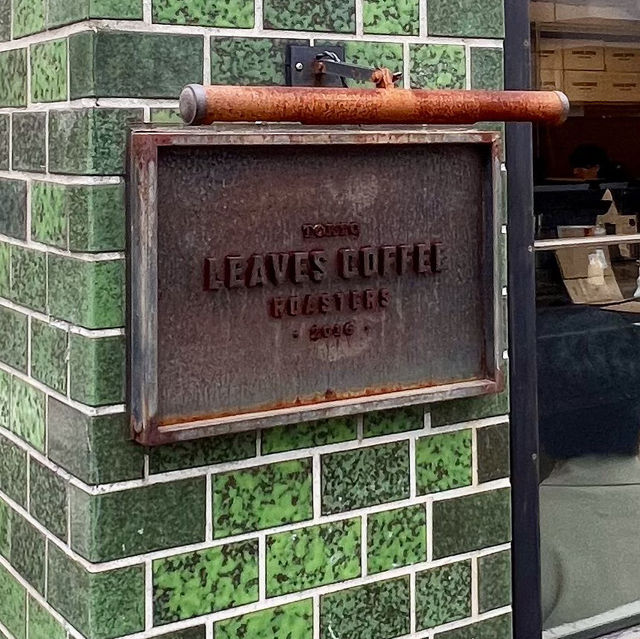 TOKYO
LEAVES COFFEE
ROASTERS
· 2016 ·